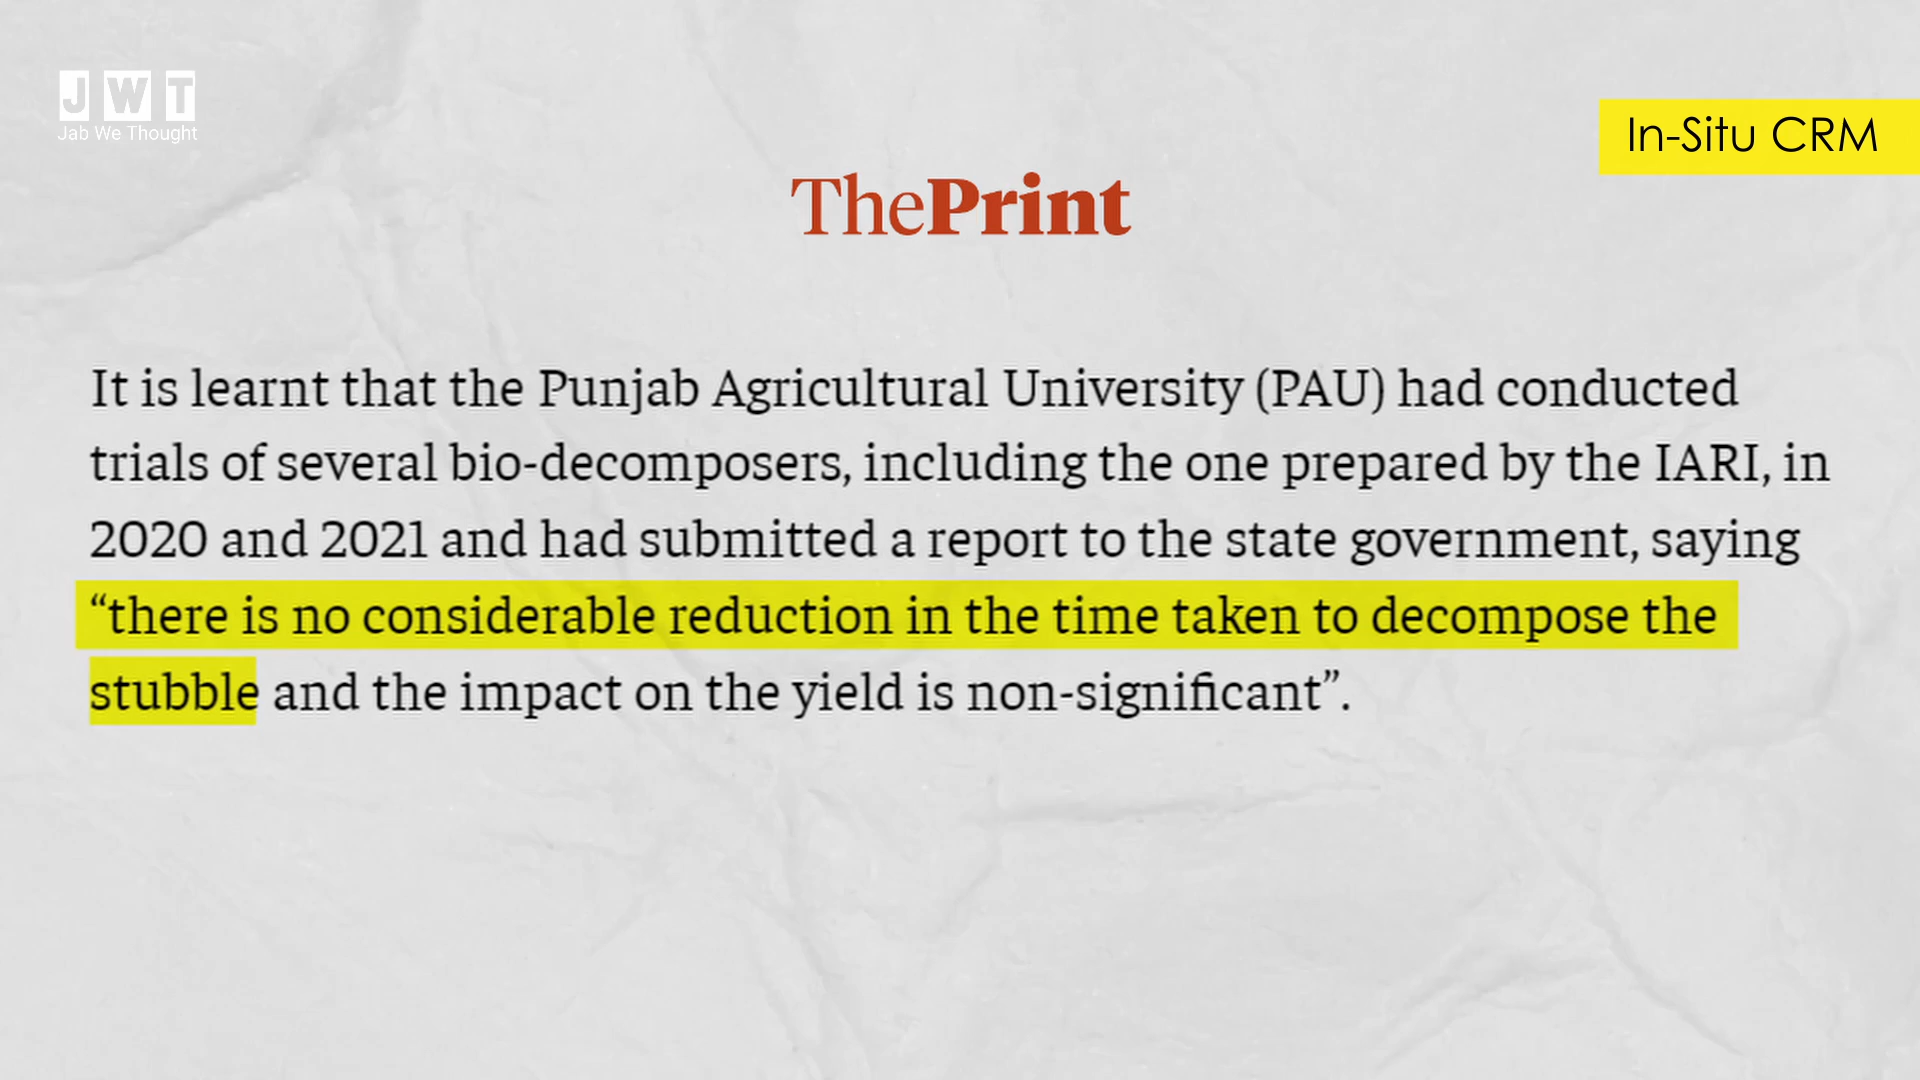 JWT
Jab We Thought
In-Situ CRM
ThePrint
It is learnt that the Punjab Agricultural University (PAU) had conducted
trials of several bio-decomposers, including the one prepared by the IARI, in
2020 and 2021 and had submitted a report to the state government, saying
“there is no considerable reduction in the time taken to decompose the
stubble and the impact on the yield is non-significant”.